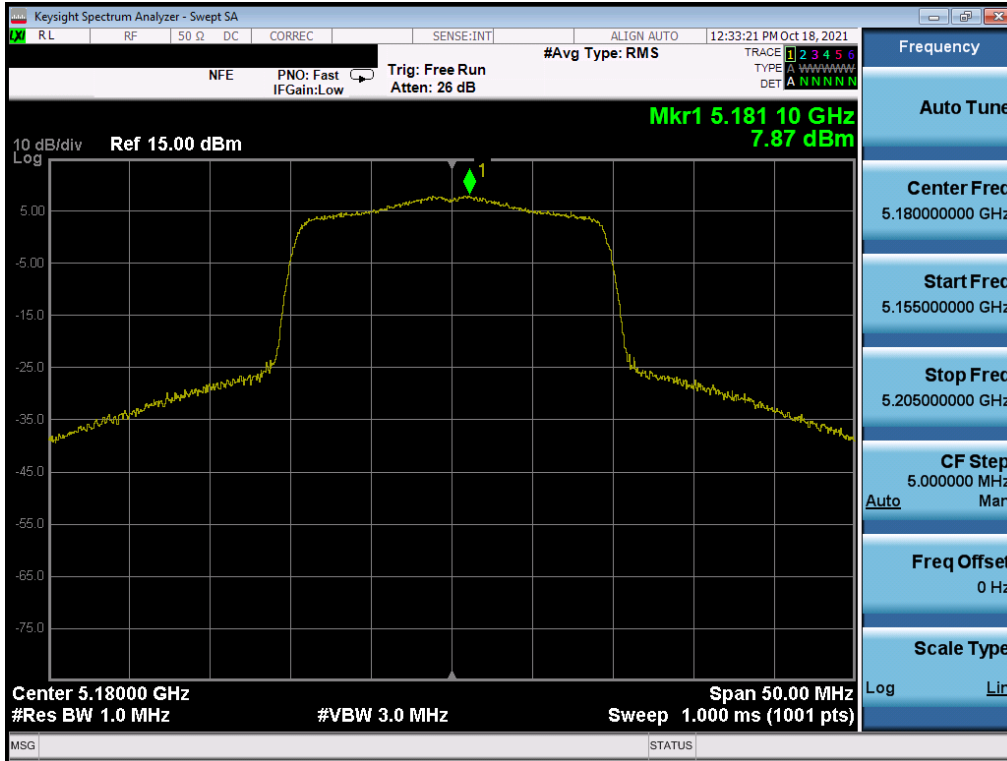 Keysight Spectrum Analyzer - Swept SA
LXI RL RF 50 Ω DC CORREC SENSE:INT ALIGN AUTO 12:33:21 PM Oct 18, 2021
#Avg Type: RMS TRACE 1 2 3 4 5 6
NFE PNO: Fast Trig: Free Run TYPE A WWWWW
IFGain:Low Atten: 26 dB DET A N N N N N
Mkr1 5.181 10 GHz
7.87 dBm
10 dB/div Ref 15.00 dBm
Log
1
5.00
-5.00
-15.0
-25.0
-35.0
-45.0
-55.0
-65.0
-75.0
Center 5.18000 GHz Span 50.00 MHz
#Res BW 1.0 MHz #VBW 3.0 MHz Sweep 1.000 ms (1001 pts)
MSG STATUS
Frequency
Auto Tune
Center Freq
5.180000000 GHz
Start Freq
5.155000000 GHz
Stop Freq
5.205000000 GHz
CF Step
5.000000 MHz
Auto Man
Freq Offset
0 Hz
Scale Type
Log Lin